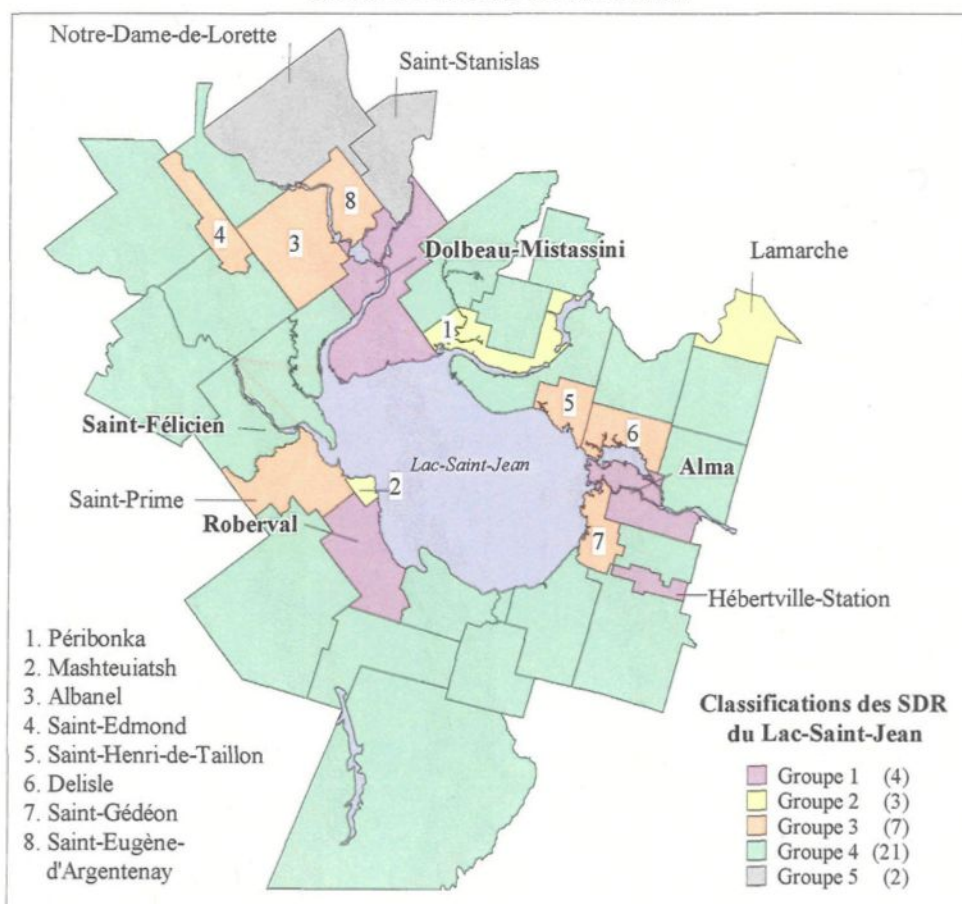 Notre-Dame-de-Lorette
Saint-Stanislas
8
4
3
Dolbeau-Mistassini
Lamarche
1
5
6
Saint-Félicien
Lac-Saint-Jean
Alma
2
Saint-Prime
Roberval
7
Hébertville-Station
1. Péribonka
2. Mashteuiatsh
3. Albanel
4. Saint-Edmond
5. Saint-Henri-de-Taillon
6. Delisle
7. Saint-Gédéon
8. Saint-Eugène-
d'Argentenay
Classifications des SDR
du Lac-Saint-Jean
Groupe 1 (4)
Groupe 2 (3)
Groupe 3 (7)
Groupe 4 (21)
Groupe 5 (2)